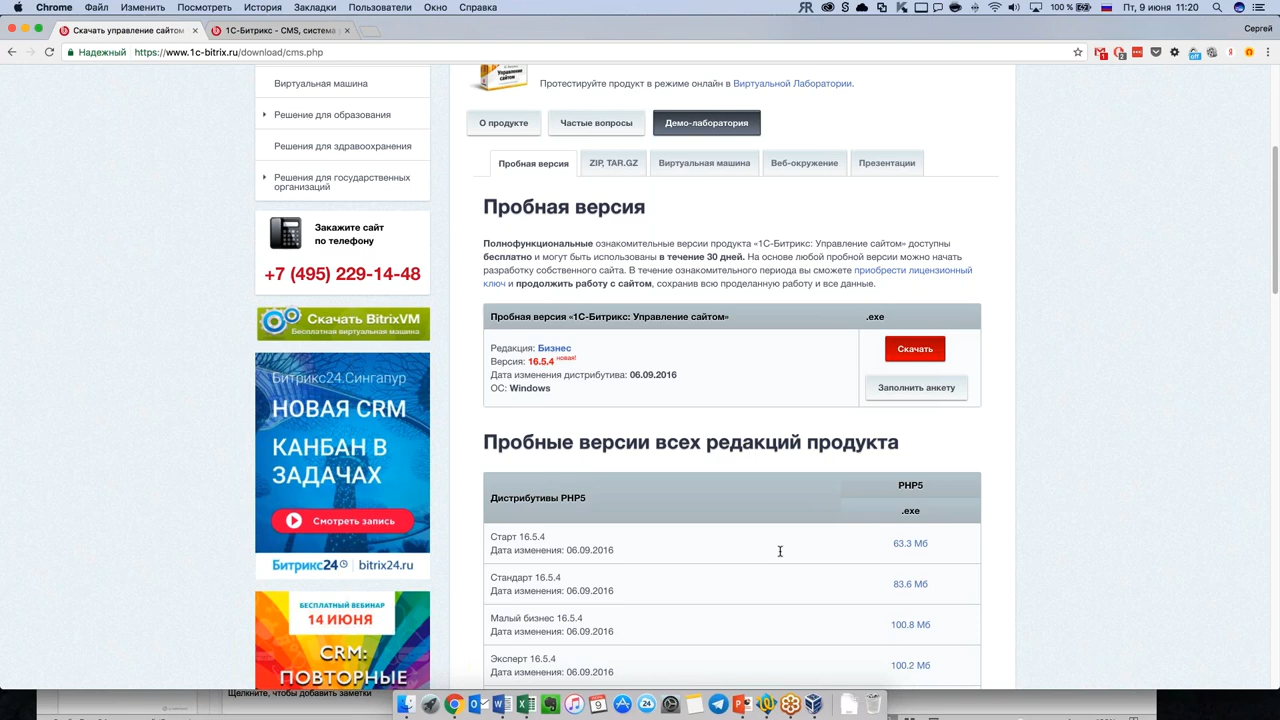 Chrome Файл Изменить Посмотреть История Закладки Пользователи Окно Справка
100 % Пт, 9 июня 11:20
Скачать управление сайтом
1С-Битрикс - CMS, система
Сергей
Надежный https://www.1c-bitrix.ru/download/cms.php
Виртуальная машина
Решение для образования
Решения для здравоохранения
Решения для государственных
организаций
Закажите сайт
по телефону
+7 (495) 229-14-48
Скачать BitrixVM
Бесплатная виртуальная машина
Битрикс24.Сингапур
НОВАЯ CRM
КАНБАН В
ЗАДАЧАХ
Смотреть запись
Битрикс24 bitrix24.ru
БЕСПЛАТНЫЙ ВЕБИНАР
14 ИЮНЯ
CRM:
ПОВТОРНЫЕ
Управление
сайтом
Протестируйте продукт в режиме онлайн в Виртуальной Лаборатории.
О продукте
Частые вопросы
Демо-лаборатория
Пробная версия
ZIP, TAR.GZ
Виртуальная машина
Веб-окружение
Презентации
Пробная версия
Полнофункциональные ознакомительные версии продукта «1С-Битрикс: Управление сайтом» доступны
бесплатно и могут быть использованы в течение 30 дней. На основе любой пробной версии можно начать
разработку собственного сайта. В течение ознакомительного периода вы сможете приобрести лицензионный
ключ и продолжить работу с сайтом, сохранив всю проделанную работу и все данные.
Пробная версия «1С-Битрикс: Управление сайтом» .exe
Редакция: Бизнес
Версия: 16.5.4 новая!
Дата изменения дистрибутива: 06.09.2016
ОС: Windows
Скачать
Заполнить анкету
Пробные версии всех редакций продукта
Дистрибутивы PHP5
PHP5
.exe
Старт 16.5.4
Дата изменения: 06.09.2016
63.3 Мб
Стандарт 16.5.4
Дата изменения: 06.09.2016
83.6 Мб
Малый бизнес 16.5.4
Дата изменения: 06.09.2016
100.8 Мб
Эксперт 16.5.4
Дата изменения: 06.09.2016
100.2 Мб
Щелкните, чтобы добавить заметки